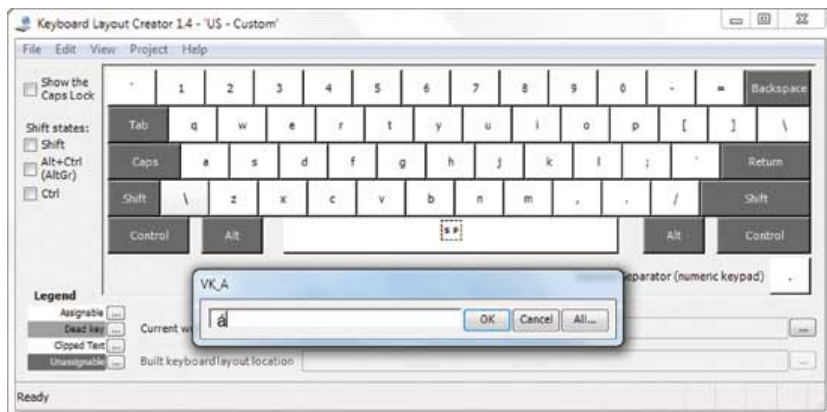 Keyboard Layout Creator 1.4 - 'US - Custom'
File Edit View Project Help
Show the Caps Lock
` 1 2 3 4 5 6 7 8 9 0 - = Backspace
Shift states:
Shift
Alt+Ctrl (AltGr)
Ctrl
Tab q w e r t y u i o p [ ] \
Caps a s d f g h j k l ; ' Return
Shift \ z x c v b n m , . / Shift
Control Alt SP Alt Control
Separator (numeric keypad) .
VK_A
á OK Cancel All...
Legend
Assignable ...
Dead key ...
Clipped Text ...
Unassignable ...
Current
Built keyboard layout location
Ready